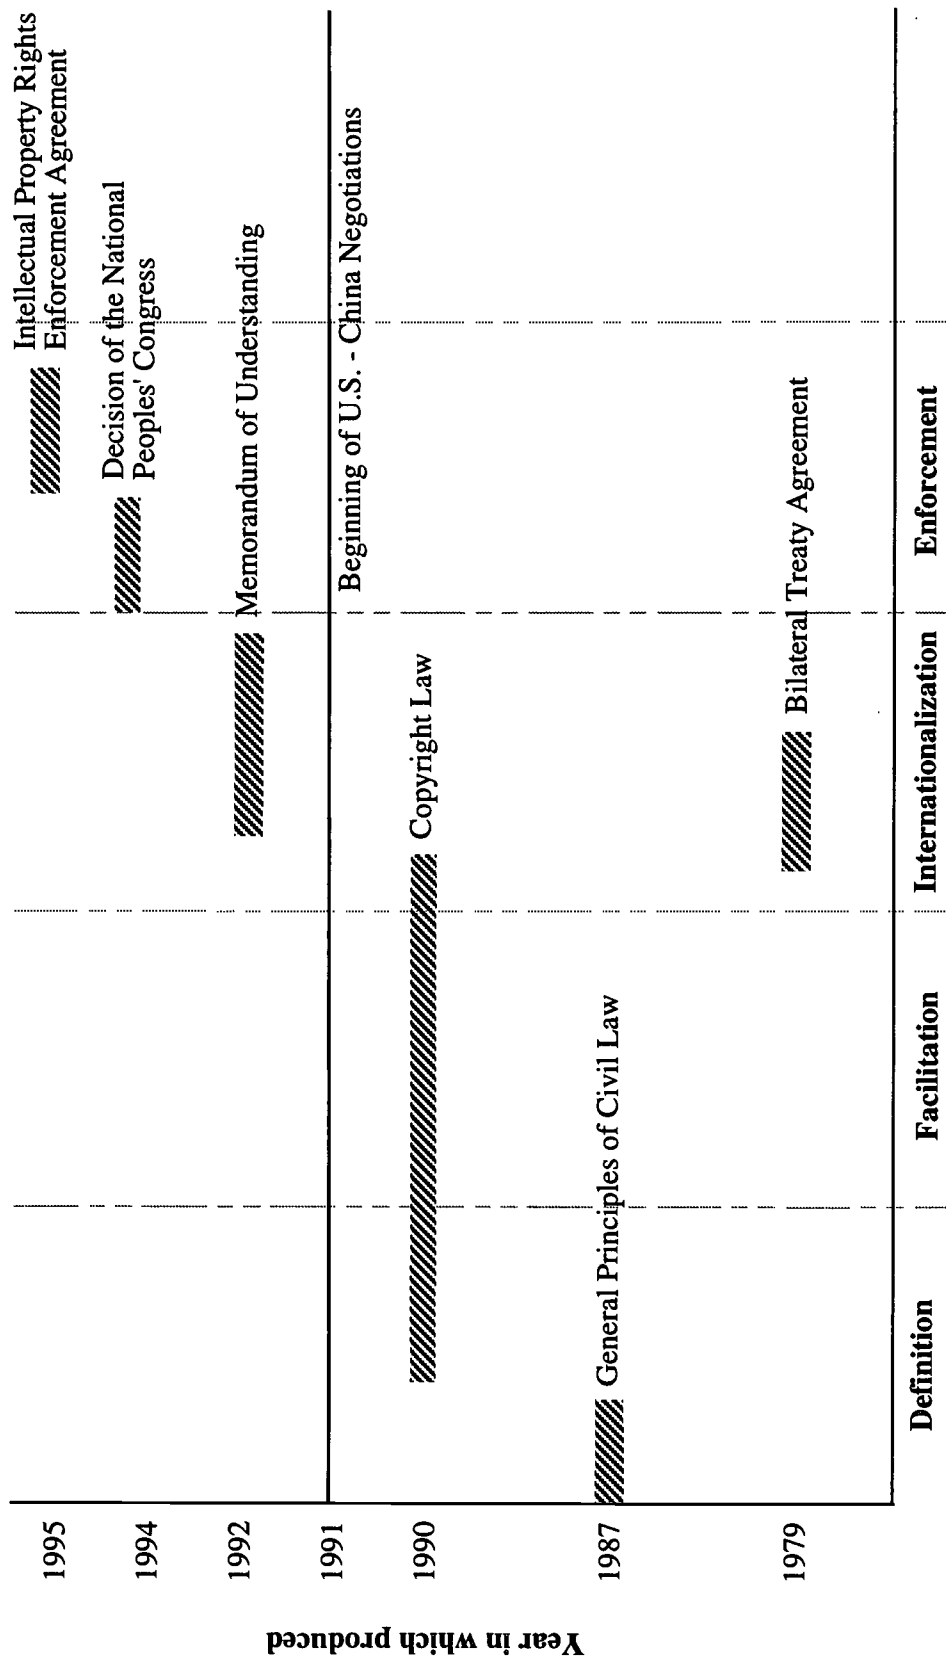 Year in which produced
1995
Intellectual Property Rights
Enforcement Agreement
1994
Decision of the National
Peoples' Congress
1992
Memorandum of Understanding
1991
Beginning of U.S. - China Negotiations
1990
Copyright Law
1987
General Principles of Civil Law
1979
Bilateral Treaty Agreement
Definition
Facilitation
Internationalization
Enforcement